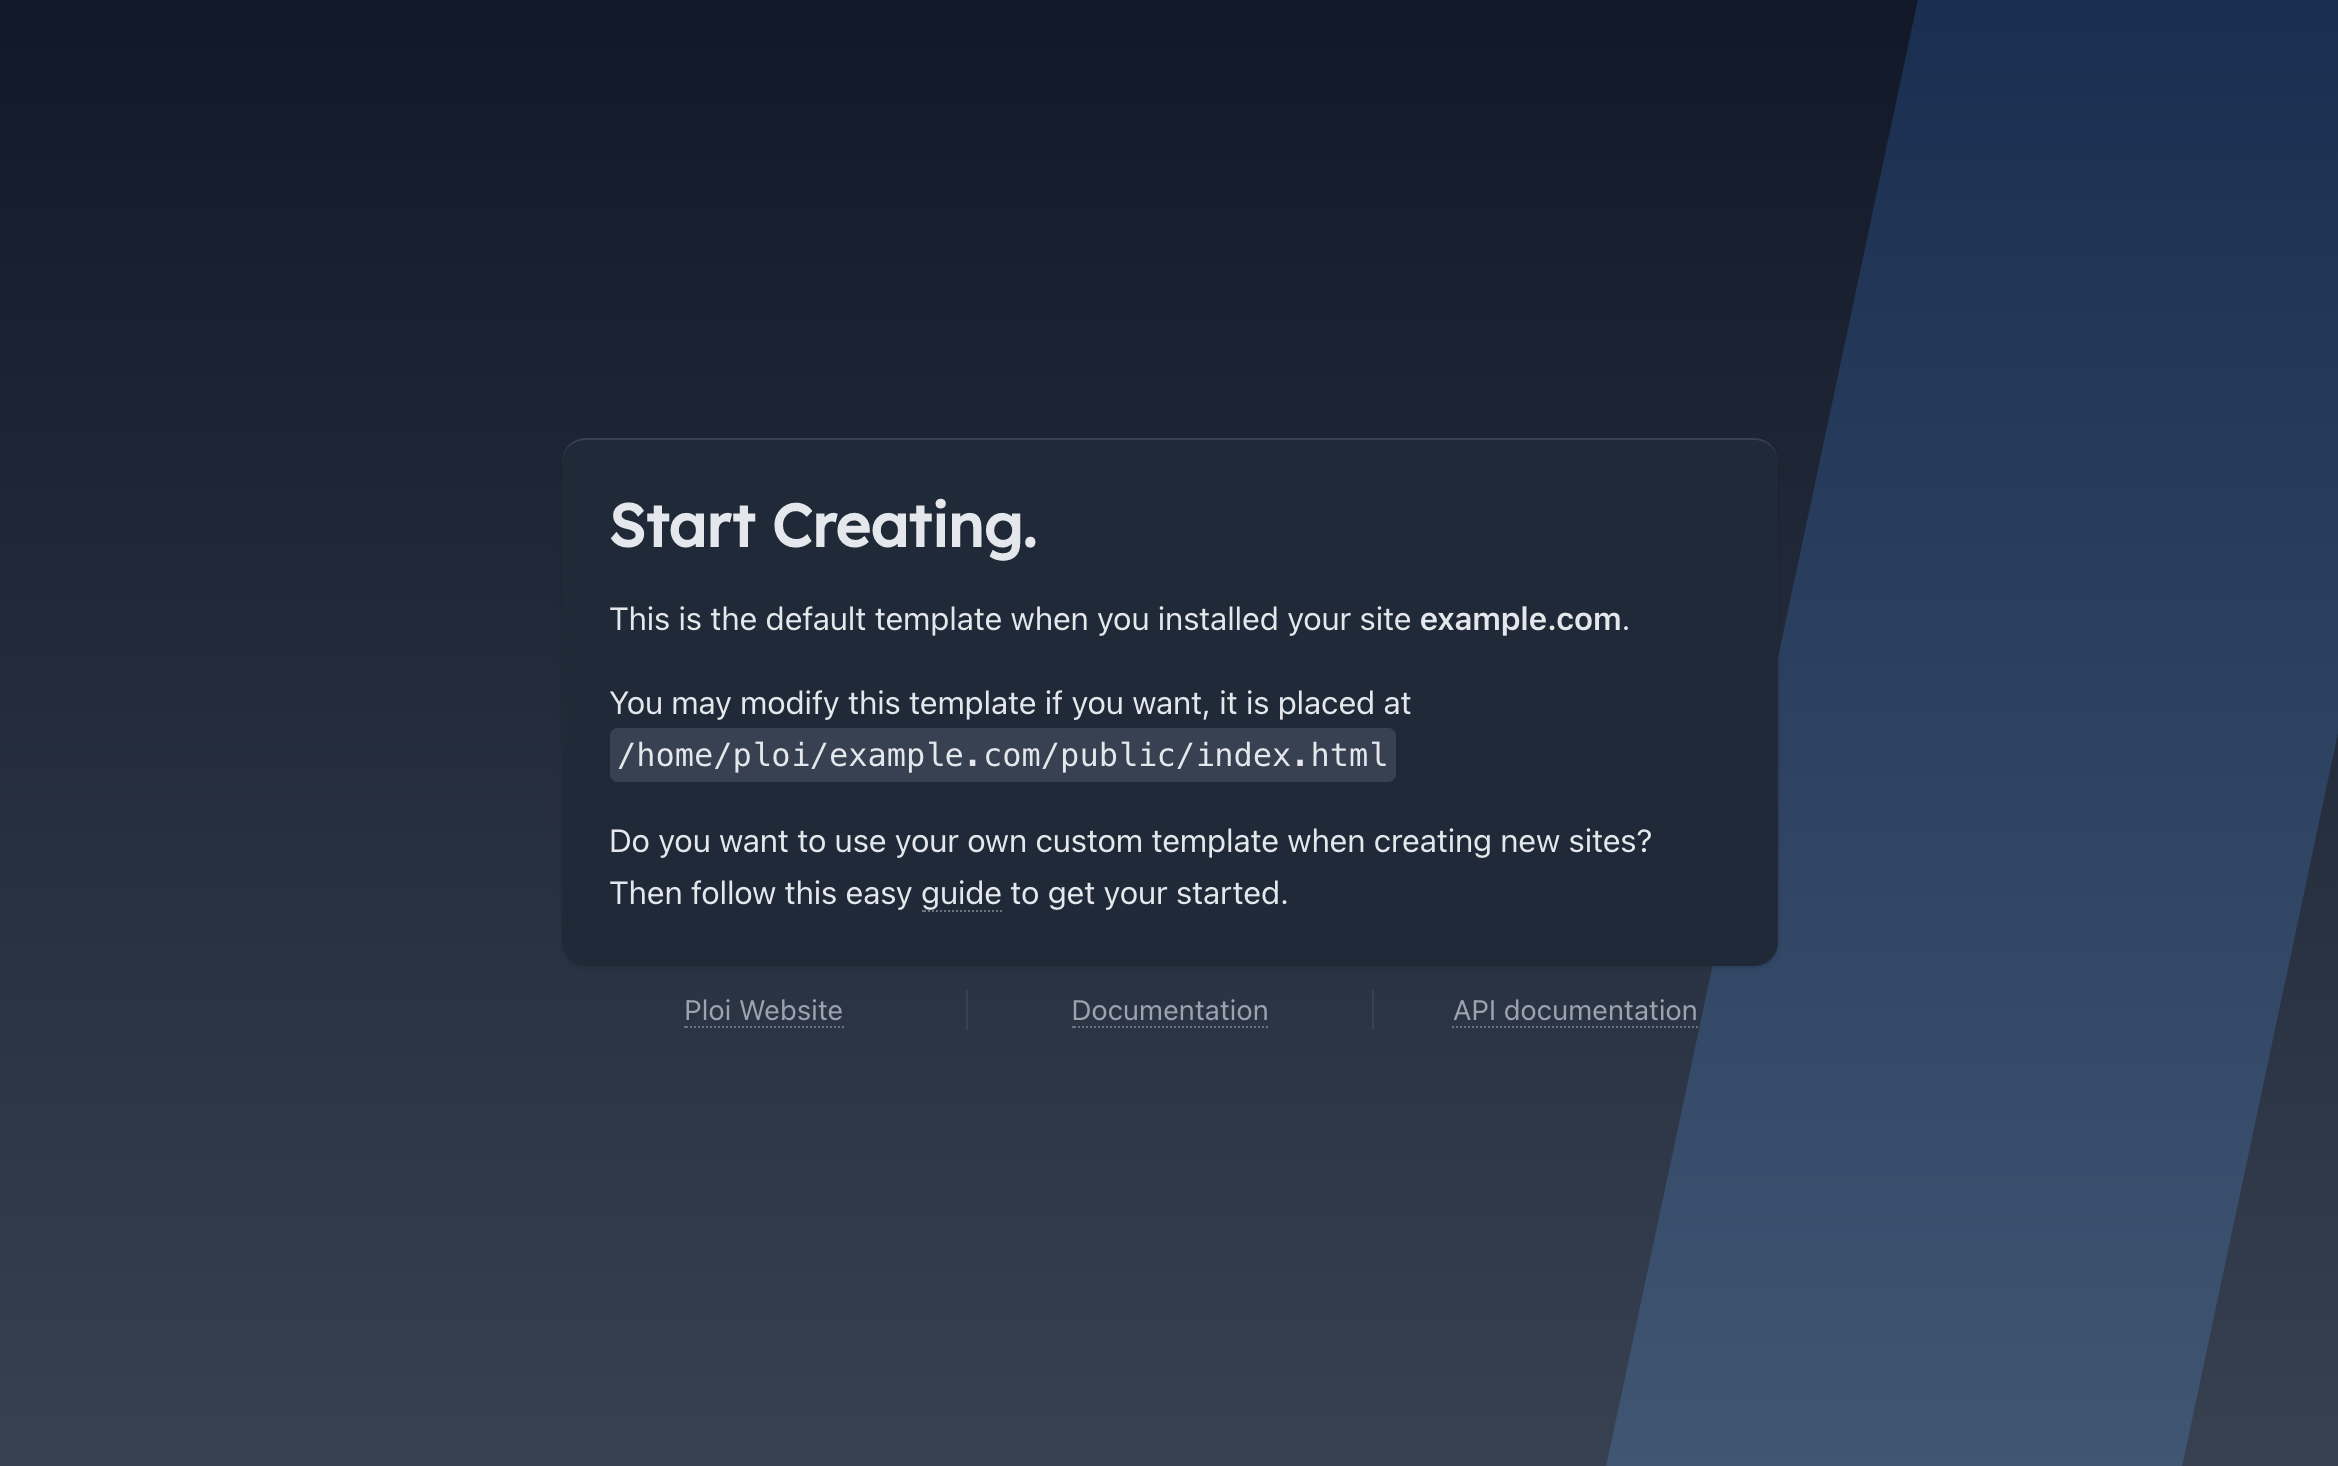 Start Creating.
This is the default template when you installed your site example.com.
You may modify this template if you want, it is placed at
/home/ploi/example.com/public/index.html
Do you want to use your own custom template when creating new sites?
Then follow this easy guide to get your started.
Ploi Website
Documentation
API documentation